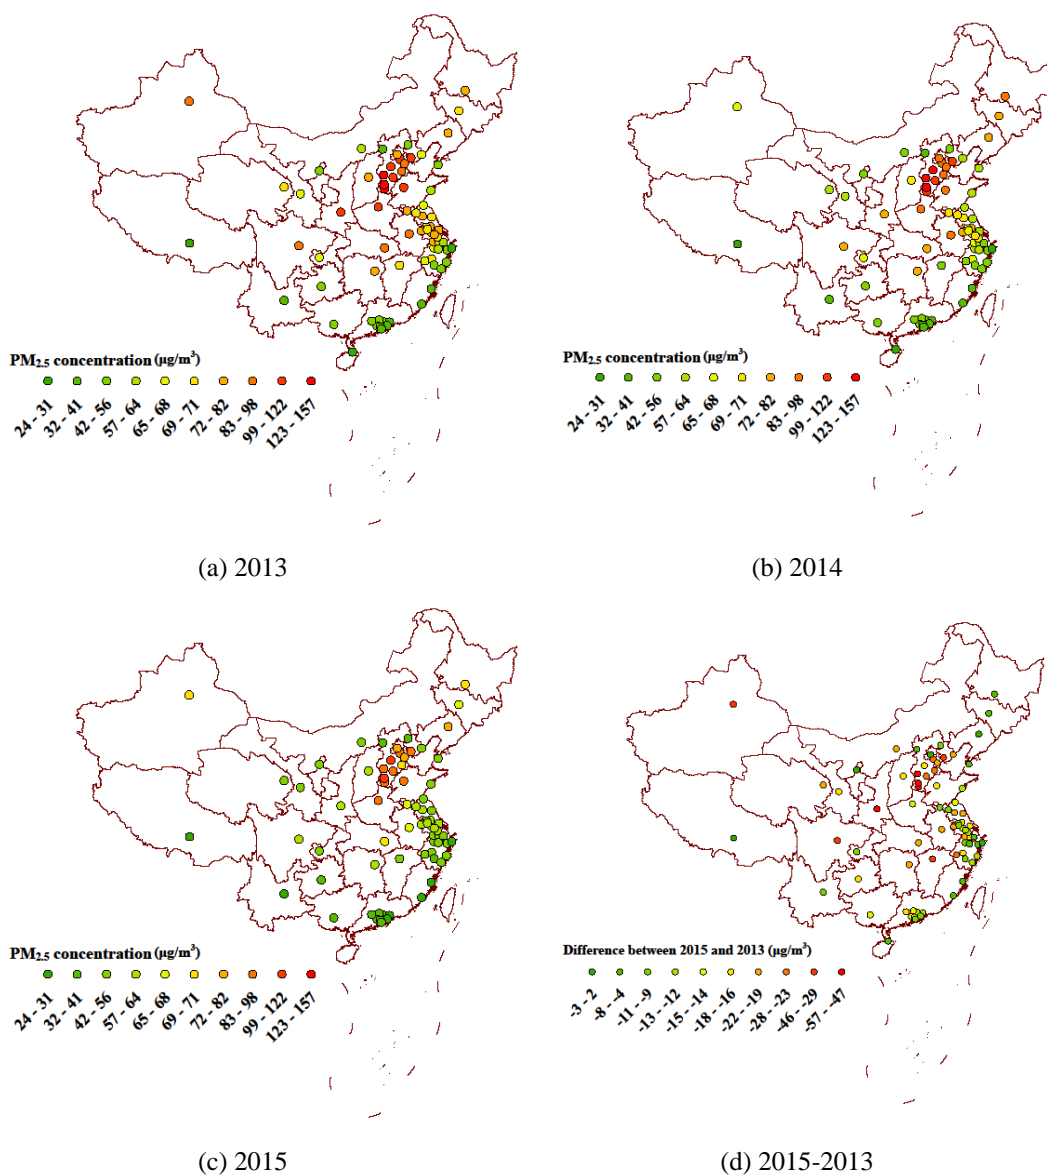 PM2.5 concentration (μg/m³)
24 - 31 32 - 41 42 - 56 57 - 64 65 - 68 69 - 71 72 - 82 83 - 98 99 - 122 123 - 157
(a) 2013
PM2.5 concentration (μg/m³)
24 - 31 32 - 41 42 - 56 57 - 64 65 - 68 69 - 71 72 - 82 83 - 98 99 - 122 123 - 157
(b) 2014
PM2.5 concentration (μg/m³)
24 - 31 32 - 41 42 - 56 57 - 64 65 - 68 69 - 71 72 - 82 83 - 98 99 - 122 123 - 157
(c) 2015
Difference between 2015 and 2013 (μg/m³)
-3 - 2 -8 - -4 -11 - -9 -13 - -12 -15 - -14 -18 - -16 -22 - -19 -28 - -23 -46 - -29 -57 - -47
(d) 2015-2013